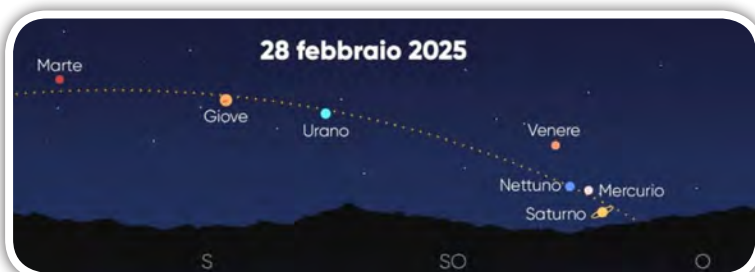 28 febbraio 2025
Marte
Giove
Urano
Venere
Nettuno
Mercurio
Saturno
S
SO
O